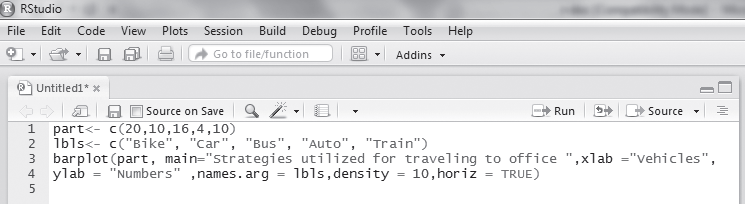 RStudio
File Edit Code View Plots Session Build Debug Profile Tools Help
Go to file/function Addins
Untitled1*
Source on Save Run Source
1 part<- c(20,10,16,4,10)
2 lbls<- c("Bike", "Car", "Bus", "Auto", "Train")
3 barplot(part, main="Strategies utilized for traveling to office ",xlab ="Vehicles",
4 ylab = "Numbers" ,names.arg = lbls,density = 10,horiz = TRUE)
5